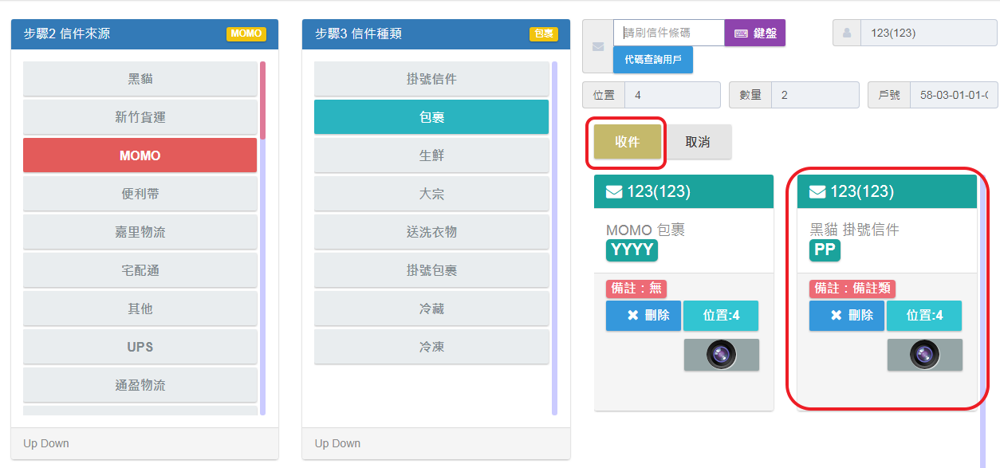 步驟2 信件來源 MOMO
黑貓
新竹貨運
MOMO
便利帶
嘉里物流
宅配通
其他
UPS
通盈物流
Up Down
步驟3 信件種類 包裹
掛號信件
包裹
生鮮
大宗
送洗衣物
掛號包裹
冷藏
冷凍
Up Down
請刷信件條碼 鍵盤
代碼查詢用戶
123(123)
位置 4 數量 2 戶號 58-03-01-01-
收件 取消
123(123)
MOMO 包裹
YYYY
備註：無
刪除 位置:4
123(123)
黑貓 掛號信件
PP
備註：備註類
刪除 位置:4